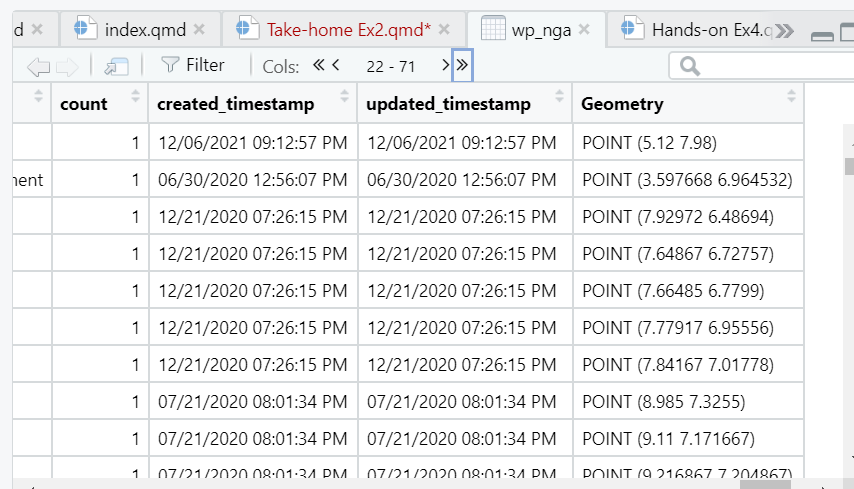 d index.qmd Take-home Ex2.qmd* wp_nga Hands-on Ex4.q
Filter Cols: « < 22 - 71 > »
count created_timestamp updated_timestamp Geometry
1 12/06/2021 09:12:57 PM 12/06/2021 09:12:57 PM POINT (5.12 7.98)
nent 1 06/30/2020 12:56:07 PM 06/30/2020 12:56:07 PM POINT (3.597668 6.964532)
1 12/21/2020 07:26:15 PM 12/21/2020 07:26:15 PM POINT (7.92972 6.48694)
1 12/21/2020 07:26:15 PM 12/21/2020 07:26:15 PM POINT (7.64867 6.72757)
1 12/21/2020 07:26:15 PM 12/21/2020 07:26:15 PM POINT (7.66485 6.7799)
1 12/21/2020 07:26:15 PM 12/21/2020 07:26:15 PM POINT (7.77917 6.95556)
1 12/21/2020 07:26:15 PM 12/21/2020 07:26:15 PM POINT (7.84167 7.01778)
1 07/21/2020 08:01:34 PM 07/21/2020 08:01:34 PM POINT (8.985 7.3255)
1 07/21/2020 08:01:34 PM 07/21/2020 08:01:34 PM POINT (9.11 7.171667)
1 07/21/2020 08:01:34 PM 07/21/2020 08:01:34 PM POINT (9.216867 7.204867)